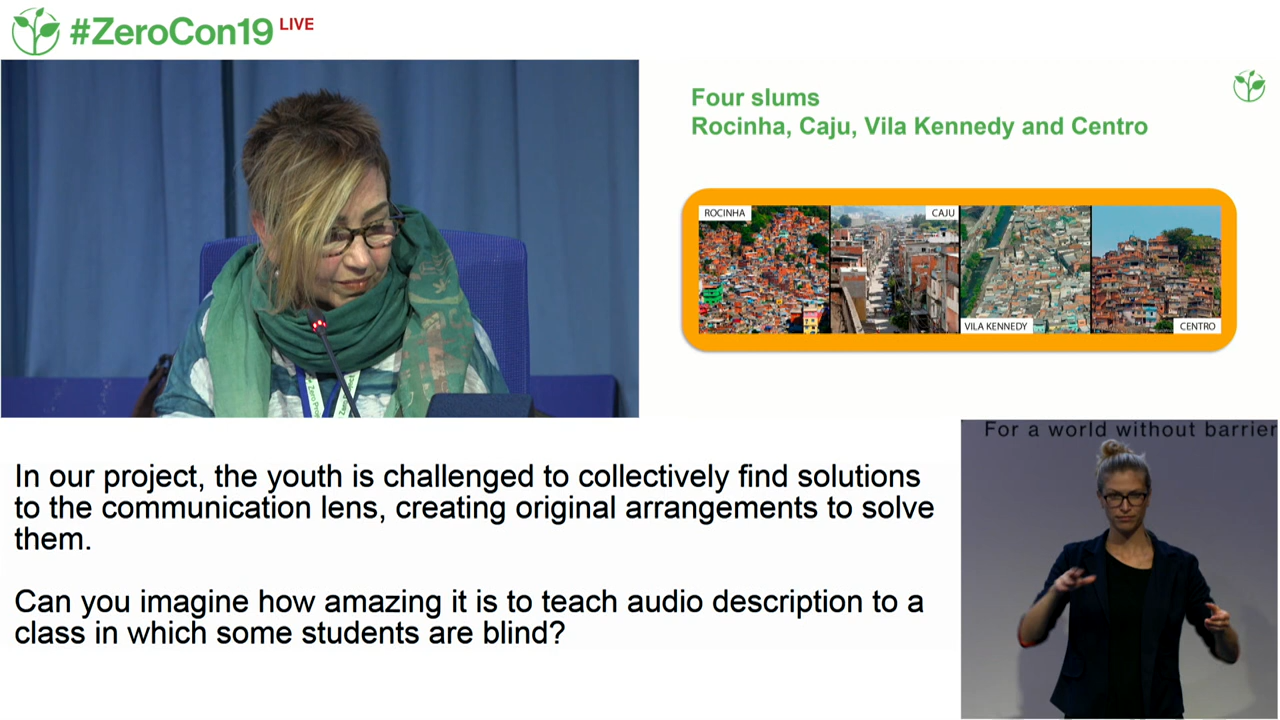 #ZeroCon19 LIVE
Four slums
Rocinha, Caju, Vila Kennedy and Centro
ROCINHA
CAJU
VILA KENNEDY
CENTRO
In our project, the youth is challenged to collectively find solutions
to the communication lens, creating original arrangements to solve
them.
Can you imagine how amazing it is to teach audio description to a
class in which some students are blind?
For a world without barrier